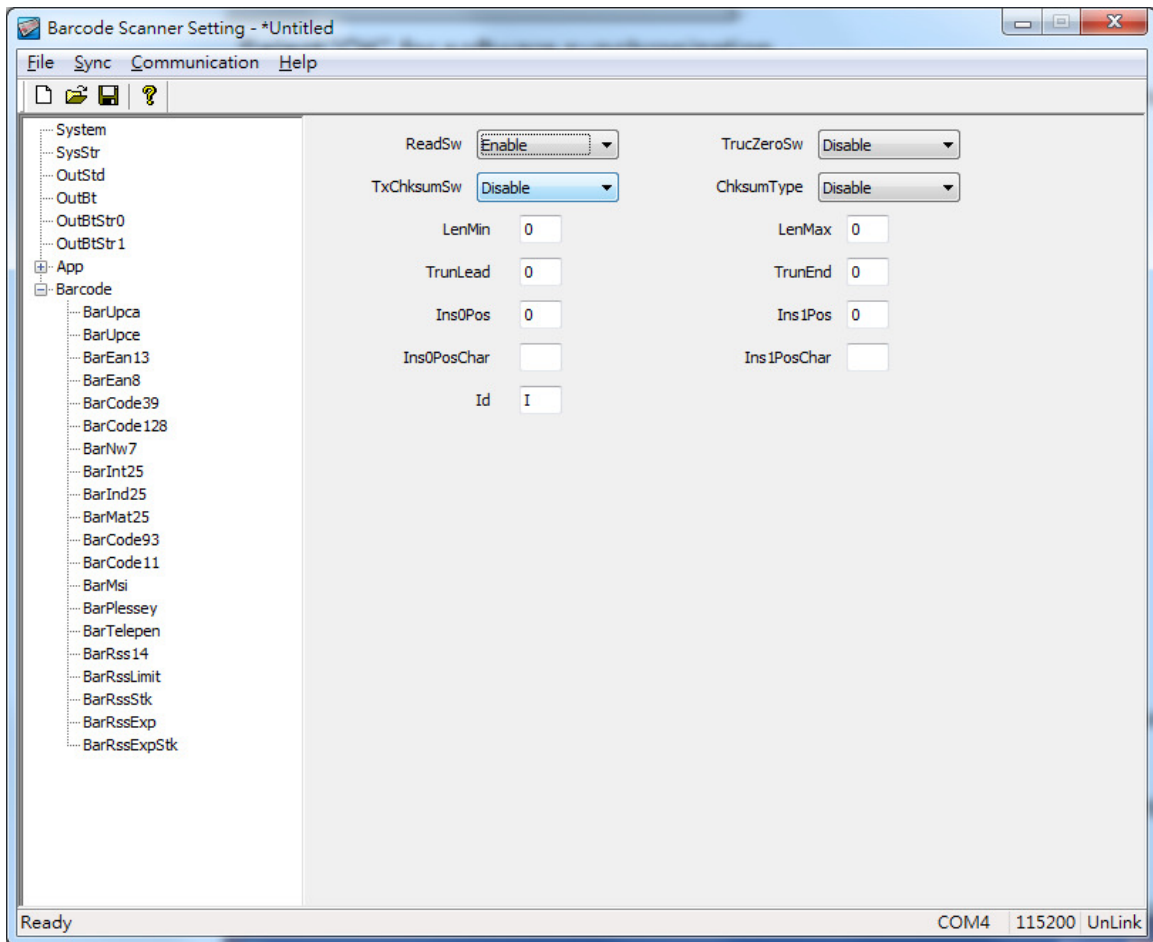 Barcode Scanner Setting - *Untitled
File Sync Communication Help
System
SysStr
OutStd
OutBt
OutBtStr0
OutBtStr1
App
Barcode
BarUpca
BarUpce
BarEan13
BarEan8
BarCode39
BarCode128
BarNw7
BarInt25
BarInd25
BarMat25
BarCode93
BarCode11
BarMsi
BarPlessey
BarTelepen
BarRss14
BarRssLimit
BarRssStk
BarRssExp
BarRssExpStk
ReadSw Enable TrucZeroSw Disable
TxChksumSw Disable ChksumType Disable
LenMin 0 LenMax 0
TrunLead 0 TrunEnd 0
Ins0Pos 0 Ins1Pos 0
Ins0PosChar Ins1PosChar
Id I
Ready COM4 115200 UnLink